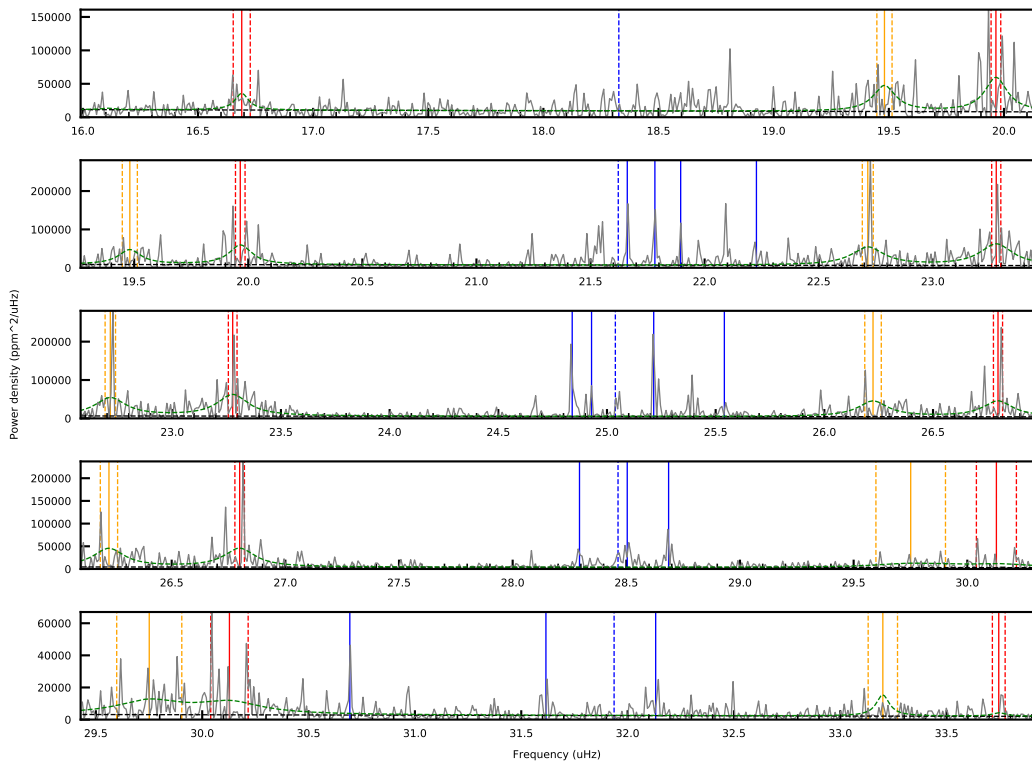 150000
100000
50000
0
16.0 16.5 17.0 17.5 18.0 18.5 19.0 19.5 20.0
200000
100000
0
19.5 20.0 20.5 21.0 21.5 22.0 22.5 23.0
Power density (ppm^2/uHz)
200000
100000
0
23.0 23.5 24.0 24.5 25.0 25.5 26.0 26.5
200000
150000
100000
50000
0
26.5 27.0 27.5 28.0 28.5 29.0 29.5 30.0
60000
40000
20000
0
29.5 30.0 30.5 31.0 31.5 32.0 32.5 33.0 33.5
Frequency (uHz)